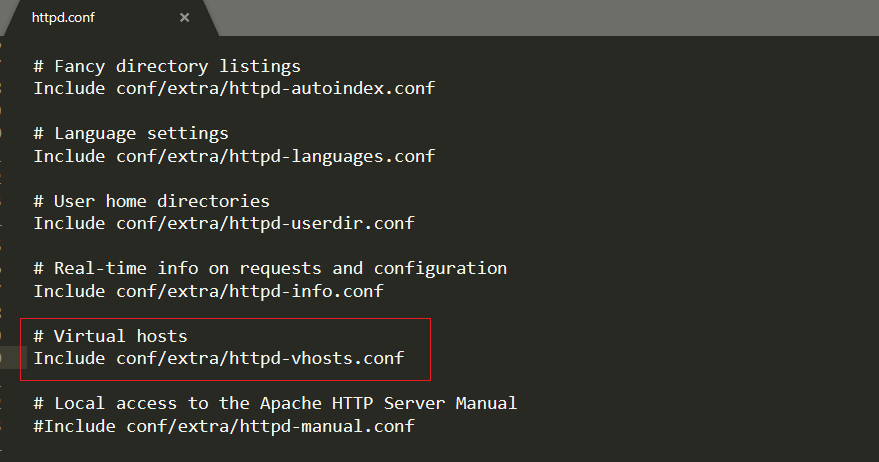 httpd.conf ×
# Fancy directory listings
Include conf/extra/httpd-autoindex.conf
# Language settings
Include conf/extra/httpd-languages.conf
# User home directories
Include conf/extra/httpd-userdir.conf
# Real-time info on requests and configuration
Include conf/extra/httpd-info.conf
# Virtual hosts
Include conf/extra/httpd-vhosts.conf
# Local access to the Apache HTTP Server Manual
#Include conf/extra/httpd-manual.conf